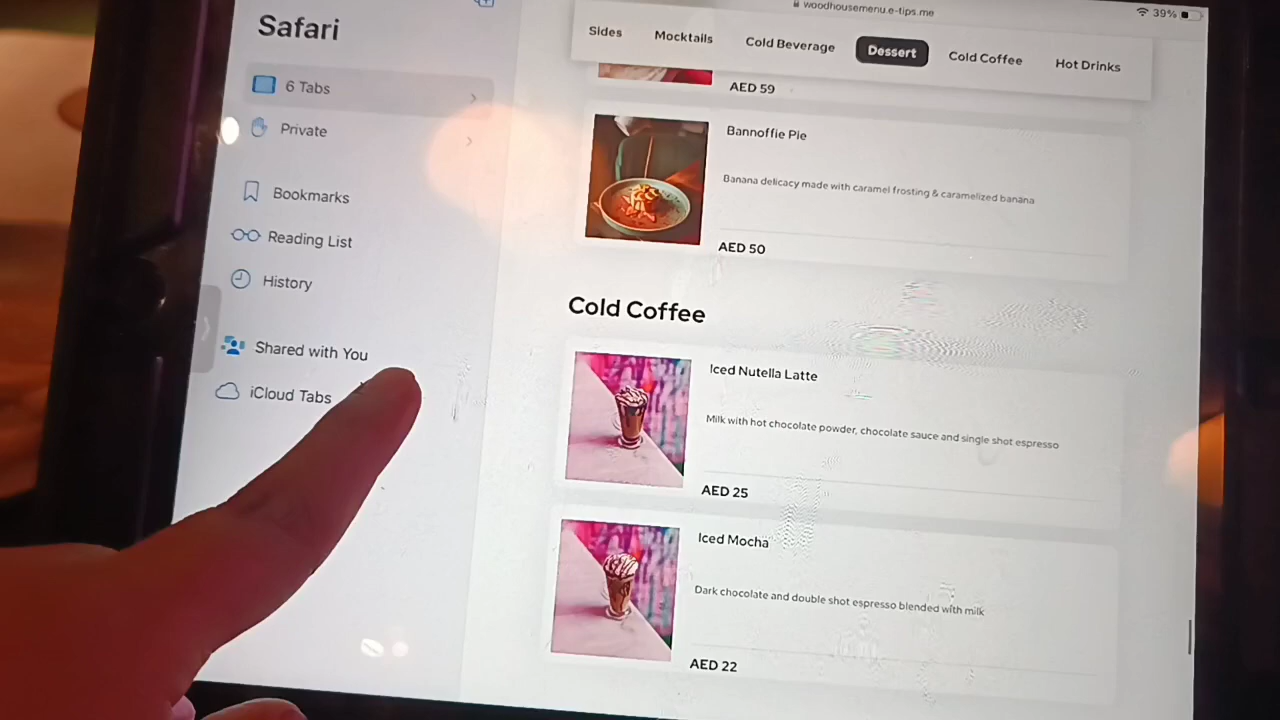 Safari
6 Tabs
Private
Bookmarks
Reading List
History
Shared with You
iCloud Tabs
woodhousemenu.e-tips.me
39%
Sides
Mocktails
Cold Beverage
Dessert
Cold Coffee
Hot Drinks
AED 59
Bannoffie Pie
Banana delicacy made with caramel frosting & caramelized banana
AED 50
Cold Coffee
Iced Nutella Latte
Milk with hot chocolate powder, chocolate sauce and single shot espresso
AED 25
Iced Mocha
Dark chocolate and double shot espresso blended with milk
AED 22